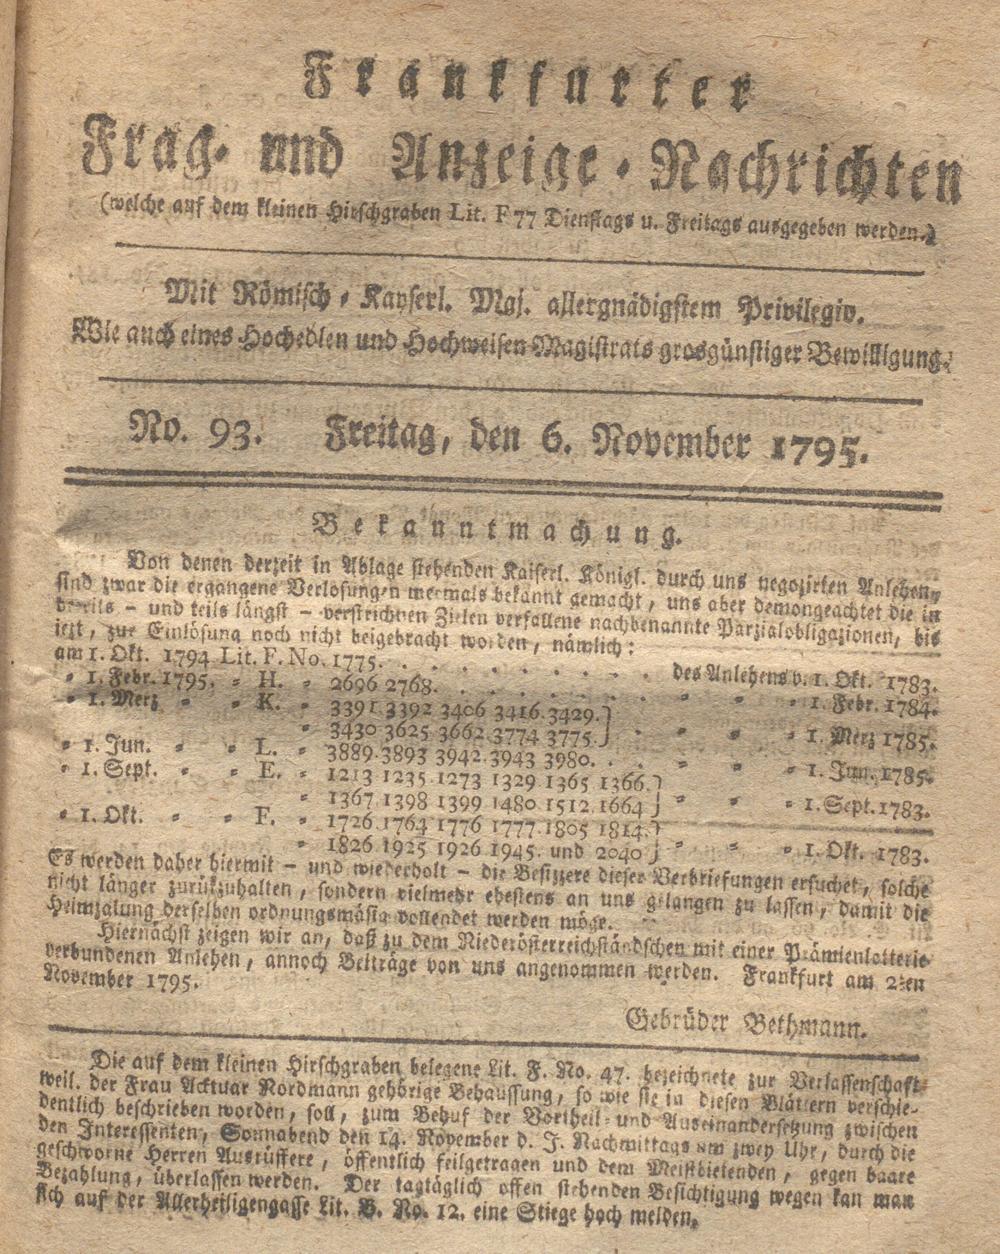 Frankfurter
Frag- und Anzeige-Nachrichten
(welche auf dem kleinen Hirschgraben Lit. F 77 Dienstags u. Freitags ausgegeben werden.)
Mit Römisch-Kayserl. Maj. allergnädigstem Privilegio.
Wie auch eines Hochedlen und Hochweisen Magistrats grosgünstiger Bewilligung.
No. 93. Freitag, den 6. November 1795.
Bekanntmachung.
Von denen derzeit in Ablage stehenden Kaiserl. Königl. durch uns negozirten Anlehen,
sind zwar die ergangene Verlosungen mermals bekannt gemacht, uns aber demongeachtet die in
bereits - und teils längst - verstrichnen Zielen verfallene nachbenannte Parzialobligazionen, bis
iezt, zur Einlösung noch nicht beigebracht worden, nämlich:
am 1. Okt. 1794 Lit. F. No. 1775. . . . . . . . des Anlehens v. 1. Okt. 1783.
- 1. Febr. 1795. - H. - 2696 2768. . . . . . . - - - 1. Febr. 1784.
- 1. Merz - - K. - 3391 3392 3406 3416 3429.
- 3430 3625 3662 3774 3775.} - - - 1. Merz 1785.
- 1. Jun. - - L. - 3889 3893 3942 3943 3980. . . - - - 1. Jun. 1785.
- 1. Sept. - - E. - 1213 1235 1273 1329 1365 1366.
- 1367 1398 1399 1480 1512 1664} - - - 1. Sept. 1783.
- 1. Okt. - - F. - 1726 1764 1776 1777 1805 1814.
- 1826 1925 1926 1945. und 2040} - - - 1. Okt. 1783.
Es werden daher hiermit - und wiederholt - die Besizzere dieser Verbriefungen ersuchet, solche
nicht länger zurükzuhalten, sondern vielmehr ehestens an uns gelangen zu lassen, damit die
Heimzalung derselben ordnungsmäsig vollendet werden möge.
Hiernächst zeigen wir an, daß zu dem Niederösterreichständschen mit einer Prämienlotterie
verbundenen Anlehen, annoch Beiträge von uns angenommen werden. Frankfurt am 2ten
November 1795.
Gebrüder Bethmann.
Die auf dem kleinen Hirschgraben belegene Lit. F. No. 47. bezeichnete zur Verlassenschaft
weil. der Frau Acktuar Nordmann gehörige Behaussung, so wie sie in diesen Blättern verschie-
dentlich beschrieben worden, soll, zum Behuf der Vortheil- und Auseinandersetzung zwischen
den Interessenten, Sonnabend den 14. November d. J. Nachmittags um zwey Uhr, durch die
geschworne Herren Ausrüffere, öffentlich feilgetragen und dem Meistbietenden, gegen baare
Bezahlung, überlassen werden. Der tagtäglich offen stehenden Besichtigung wegen kan man
sich auf der Allerheiligengasse Lit. B. No. 12. eine Stiege hoch melden.